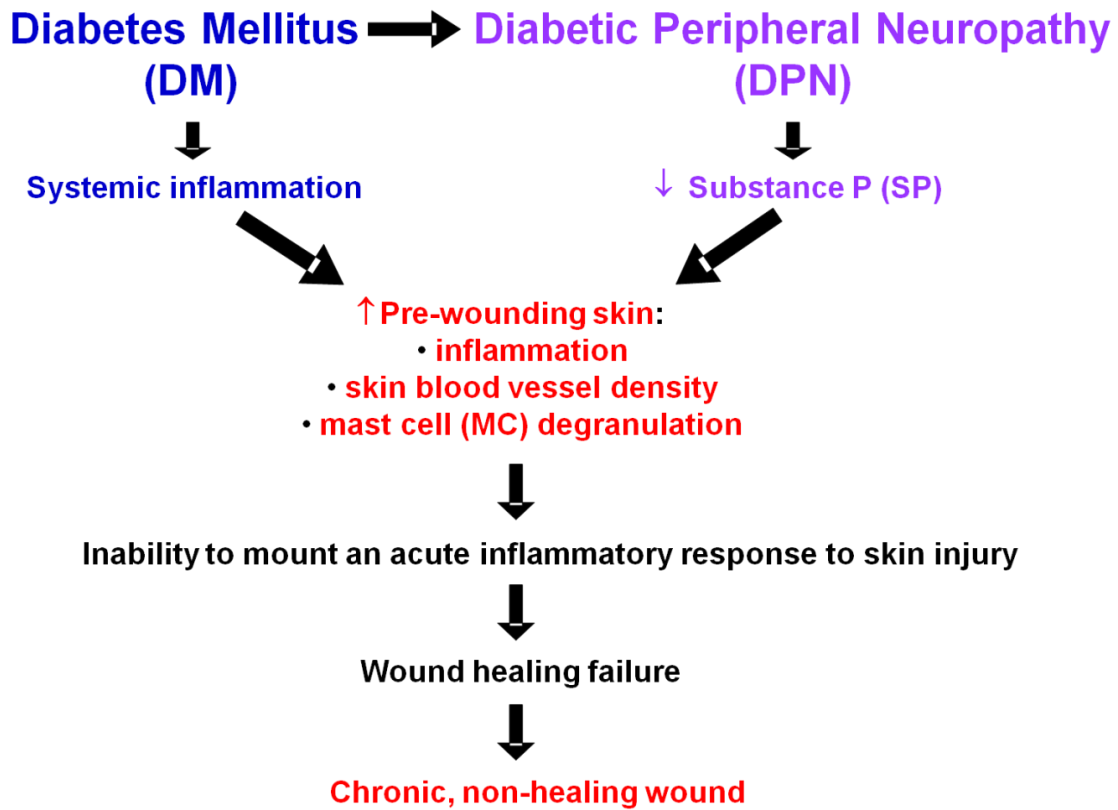 Diabetes Mellitus
(DM)
Diabetic Peripheral Neuropathy
(DPN)
Systemic inflammation
↓ Substance P (SP)
↑Pre-wounding skin:
• inflammation
• skin blood vessel density
• mast cell (MC) degranulation
Inability to mount an acute inflammatory response to skin injury
Wound healing failure
Chronic, non-healing wound